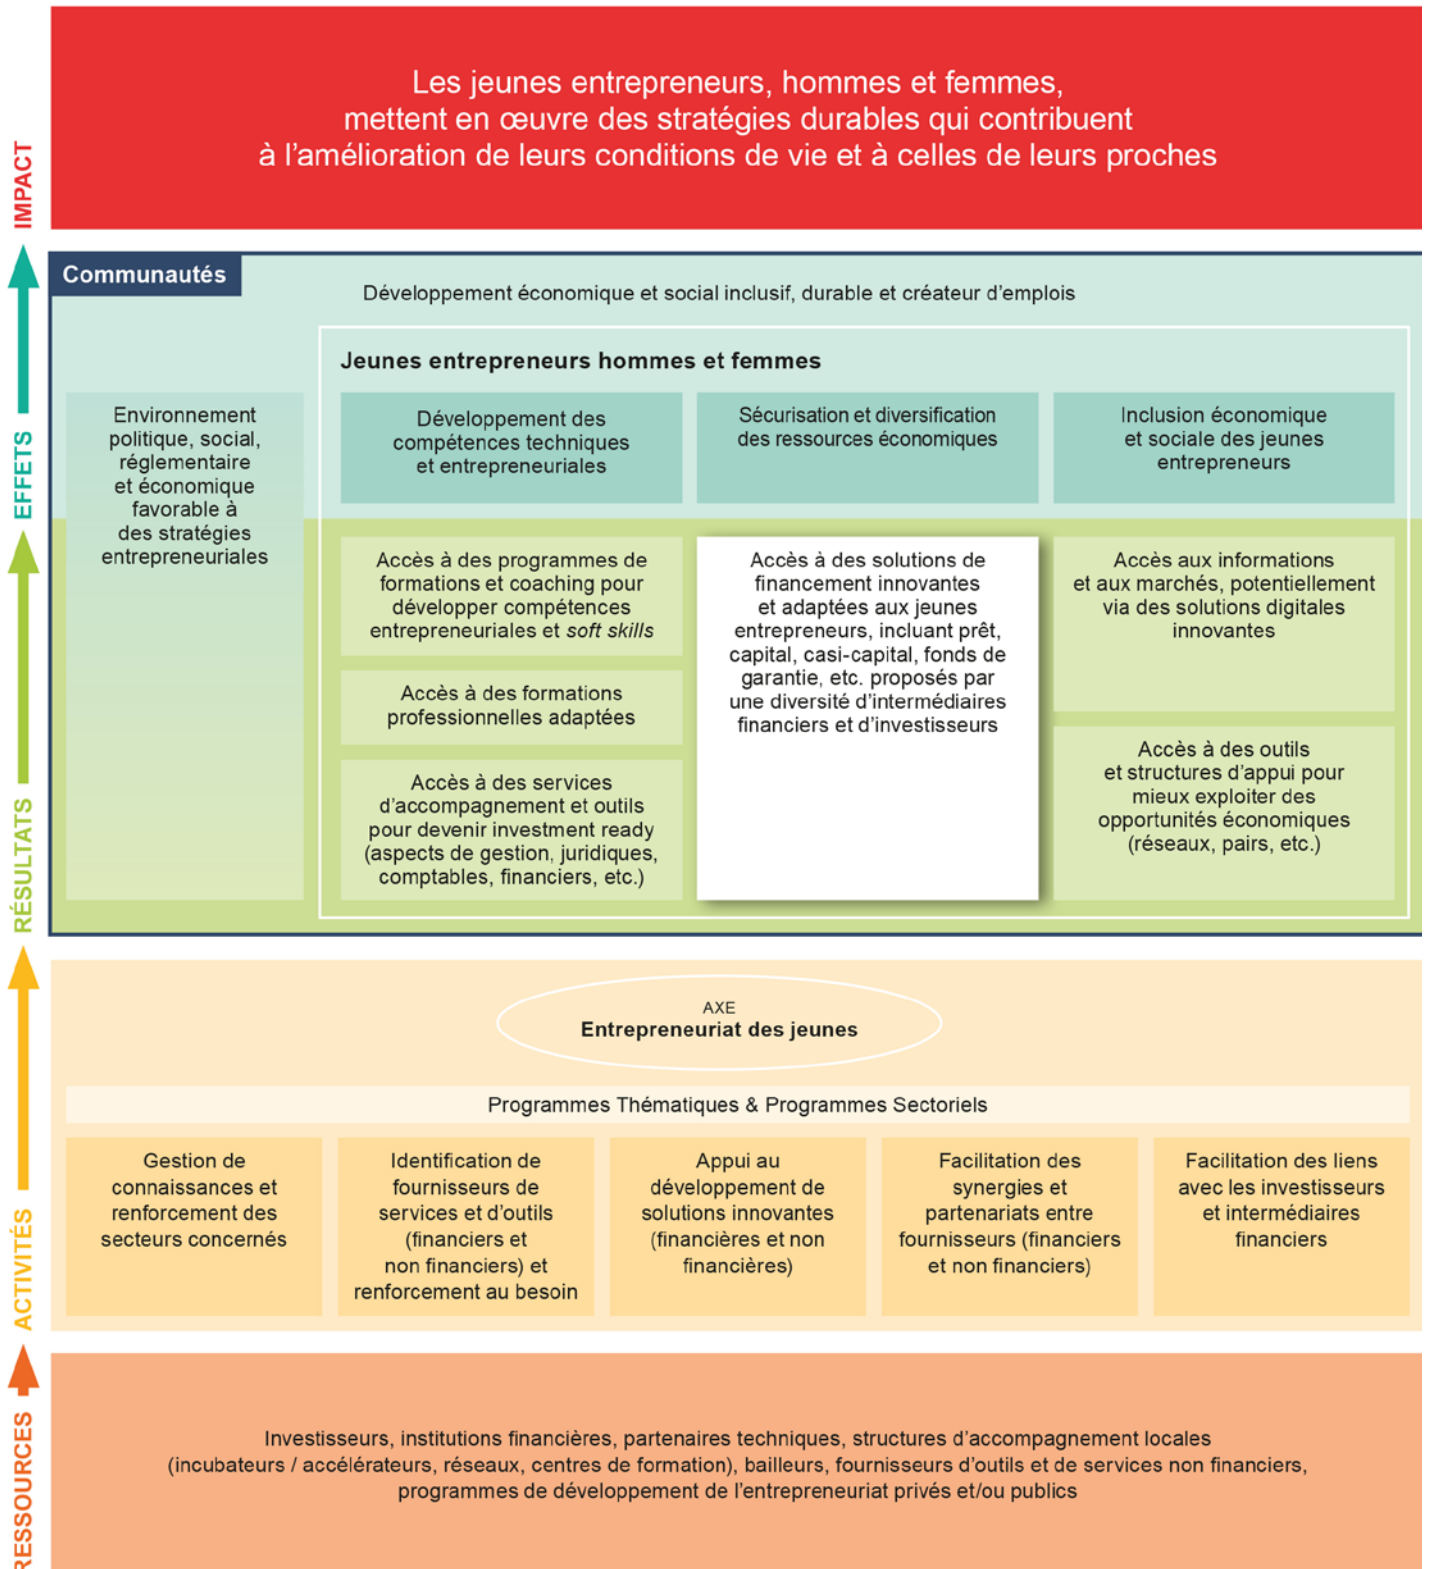 Les jeunes entrepreneurs, hommes et femmes,
mettent en œuvre des stratégies durables qui contribuent
à l'amélioration de leurs conditions de vie et à celles de leurs proches
IMPACT
Communautés
Développement économique et social inclusif, durable et créateur d'emplois
Jeunes entrepreneurs hommes et femmes
EFFETS
Environnement
politique, social,
réglementaire
et économique
favorable à
des stratégies
entrepreneuriales
Développement des
compétences techniques
et entrepreneuriales
Sécurisation et diversification
des ressources économiques
Inclusion économique
et sociale des jeunes
entrepreneurs
RÉSULTATS
Accès à des programmes de
formations et coaching pour
développer compétences
entrepreneuriales et soft skills
Accès à des formations
professionnelles adaptées
Accès à des services
d'accompagnement et outils
pour devenir investment ready
(aspects de gestion, juridiques,
comptables, financiers, etc.)
Accès à des solutions de
financement innovantes
et adaptées aux jeunes
entrepreneurs, incluant prêt,
capital, casi-capital, fonds de
garantie, etc. proposés par
une diversité d'intermédiaires
financiers et d'investisseurs
Accès aux informations
et aux marchés, potentiellement
via des solutions digitales
innovantes
Accès à des outils
et structures d'appui pour
mieux exploiter des
opportunités économiques
(réseaux, pairs, etc.)
AXE
Entrepreneuriat des jeunes
Programmes Thématiques & Programmes Sectoriels
ACTIVITÉS
Gestion de
connaissances et
renforcement des
secteurs concernés
Identification de
fournisseurs de
services et d'outils
(financiers et
non financiers) et
renforcement au besoin
Appui au
développement de
solutions innovantes
(financières et non
financières)
Facilitation des
synergies et
partenariats entre
fournisseurs (financiers
et non financiers)
Facilitation des liens
avec les investisseurs
et intermédiaires
financiers
RESSOURCES
Investisseurs, institutions financières, partenaires techniques, structures d'accompagnement locales
(incubateurs / accélérateurs, réseaux, centres de formation), bailleurs, fournisseurs d'outils et de services non financiers,
programmes de développement de l'entrepreneuriat privés et/ou publics